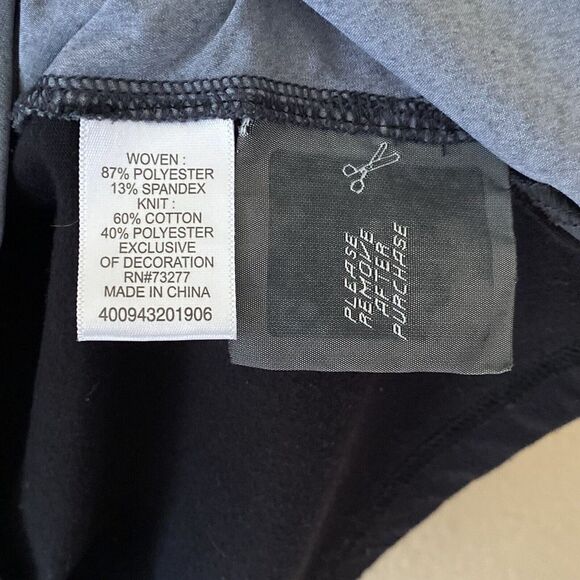 WOVEN :
87% POLYESTER
13% SPANDEX
KNIT :
60% COTTON
40% POLYESTER
EXCLUSIVE
OF DECORATION
RN#73277
MADE IN CHINA
400943201906
PLEASE
REMOVE
AFTER
PURCHASE